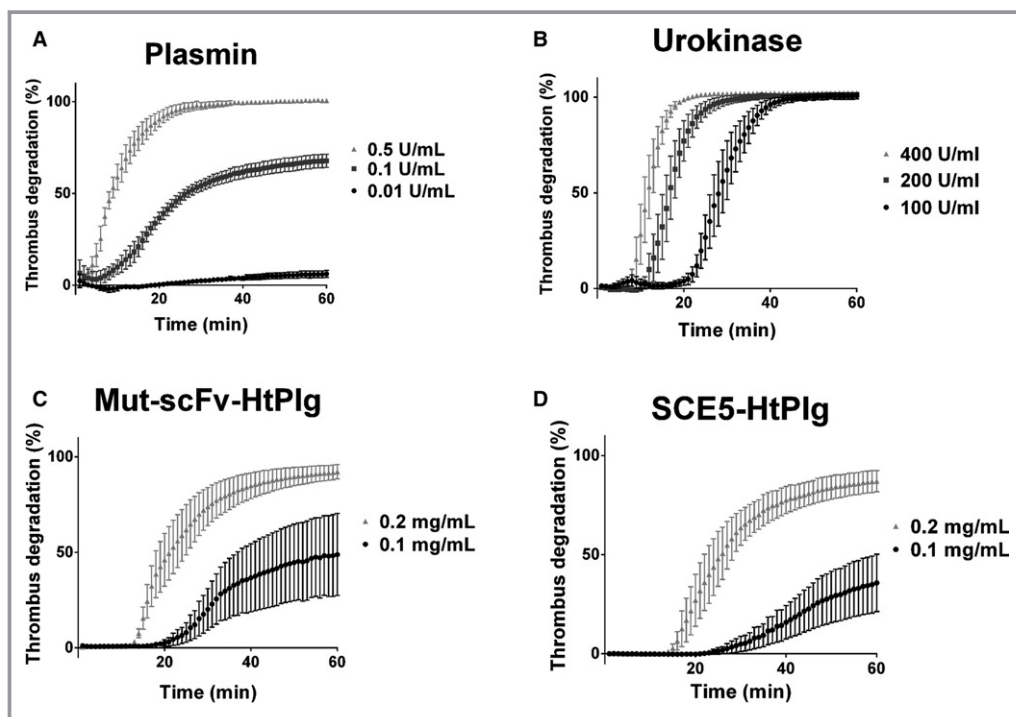 A
Plasmin
Thrombus degradation (%)
100
50
0
20
40
60
Time (min)
0.5 U/mL
0.1 U/mL
0.01 U/mL
B
Urokinase
Thrombus degradation (%)
100
50
0
20
40
60
Time (min)
400 U/ml
200 U/ml
100 U/ml
C
Mut-scFv-HtPlg
Thrombus degradation (%)
100
50
0
20
40
60
Time (min)
0.2 mg/mL
0.1 mg/mL
D
SCE5-HtPlg
Thrombus degradation (%)
100
50
0
20
40
60
Time (min)
0.2 mg/mL
0.1 mg/mL